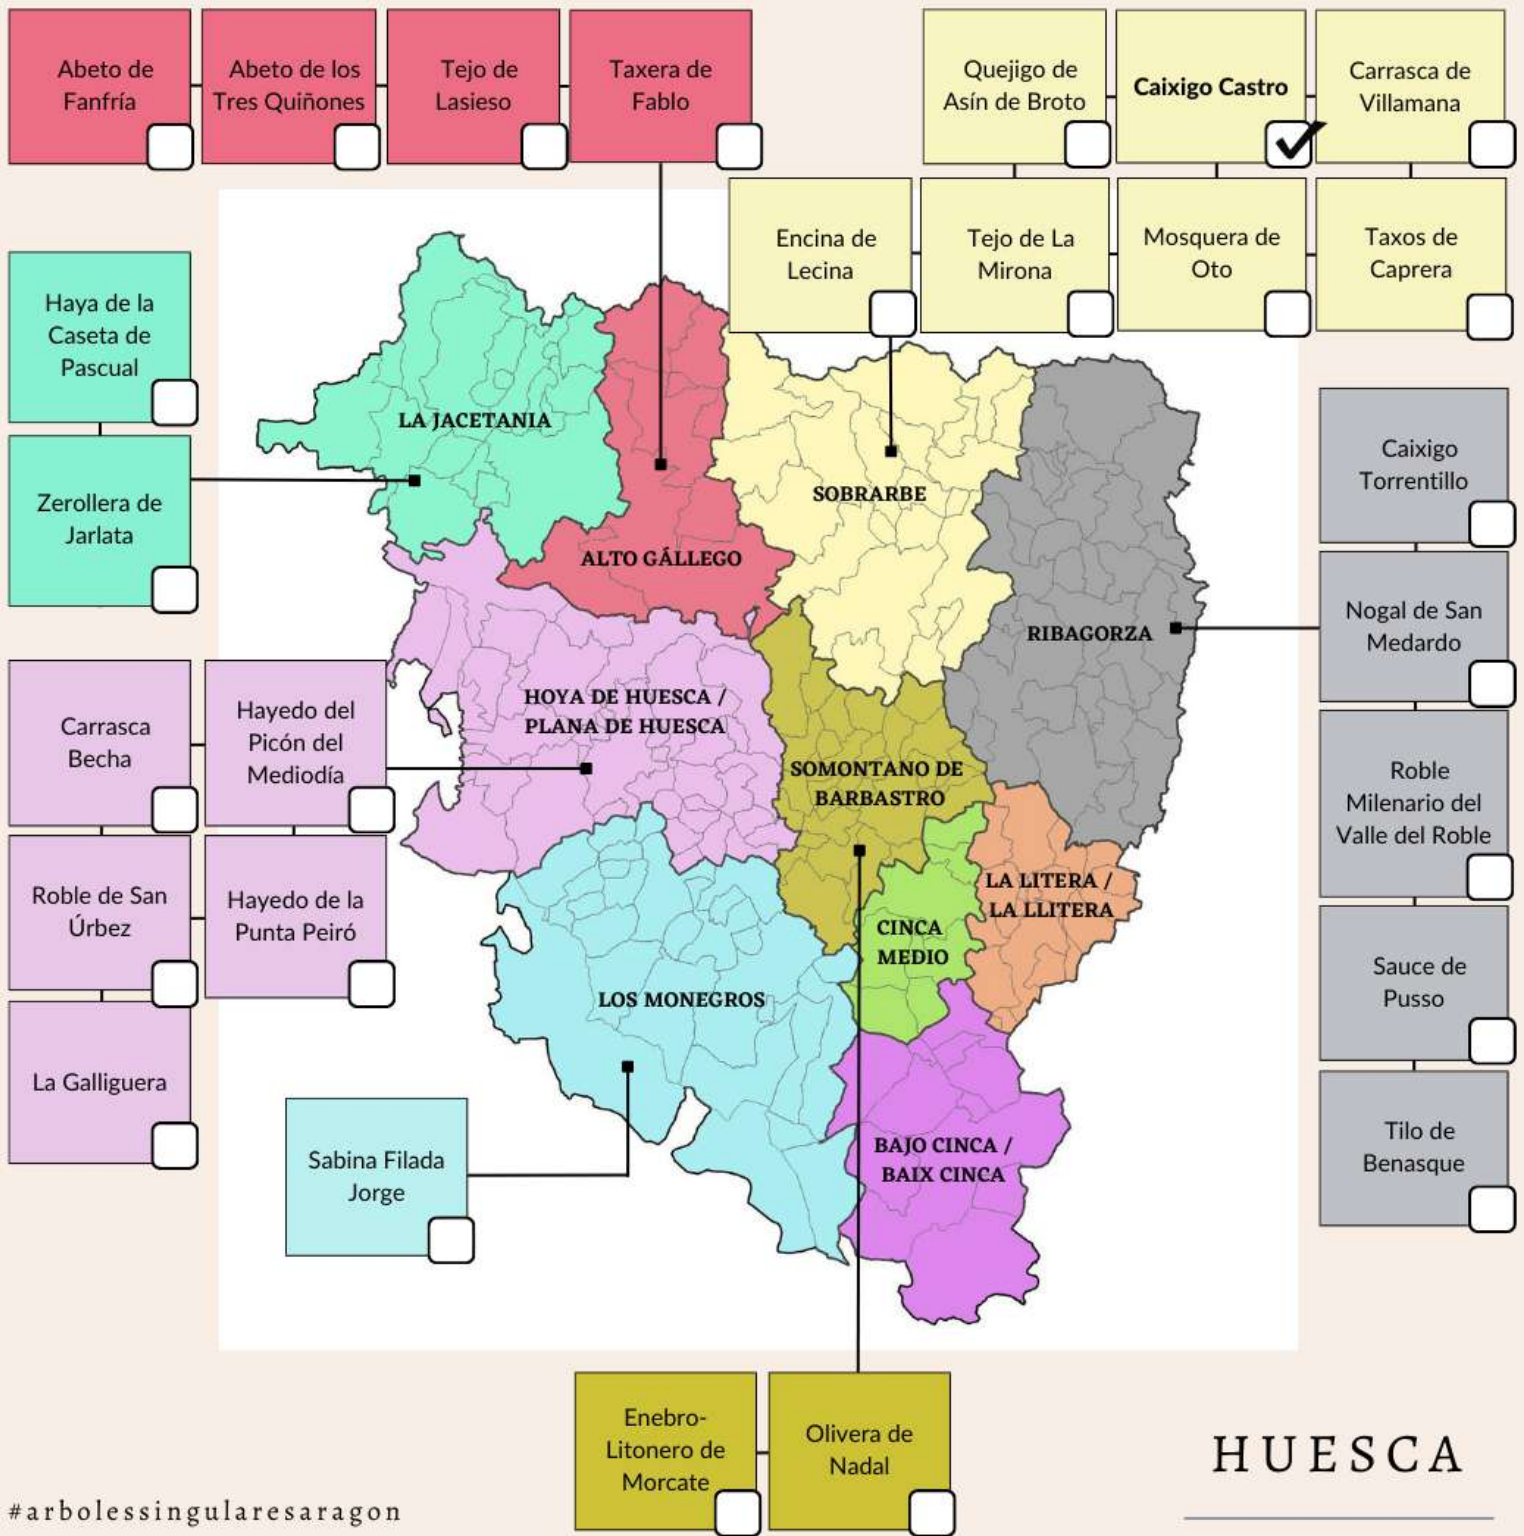 Abeto de
Fanfría
Abeto de los
Tres Quiñones
Tejo de
Lasieso
Taxera de
Fablo
Quejigo de
Asín de Broto
Caixigo Castro
Carrasca de
Villamana
Encina de
Lecina
Tejo de La
Mirona
Mosquera de
Oto
Taxos de
Caprera
Haya de la
Caseta de
Pascual
Zerollera de
Jarlata
LA JACETANIA
ALTO GÁLLEGO
SOBRARBE
RIBAGORZA
HOYA DE HUESCA /
PLANA DE HUESCA
SOMONTANO DE
BARBASTRO
LA LITERA /
LA LLITERA
CINCA
MEDIO
LOS MONEGROS
BAJO CINCA /
BAIX CINCA
Caixigo
Torrentillo
Nogal de San
Medardo
Roble
Milenario del
Valle del Roble
Sauce de
Pusso
Tilo de
Benasque
Carrasca
Becha
Hayedo del
Picón del
Mediodía
Roble de San
Úrbez
Hayedo de la
Punta Peiró
La Galliguera
Sabina Filada
Jorge
Enebro-
Litonero de
Morcate
Olivera de
Nadal
HUESCA
#arbolessingularesaragon